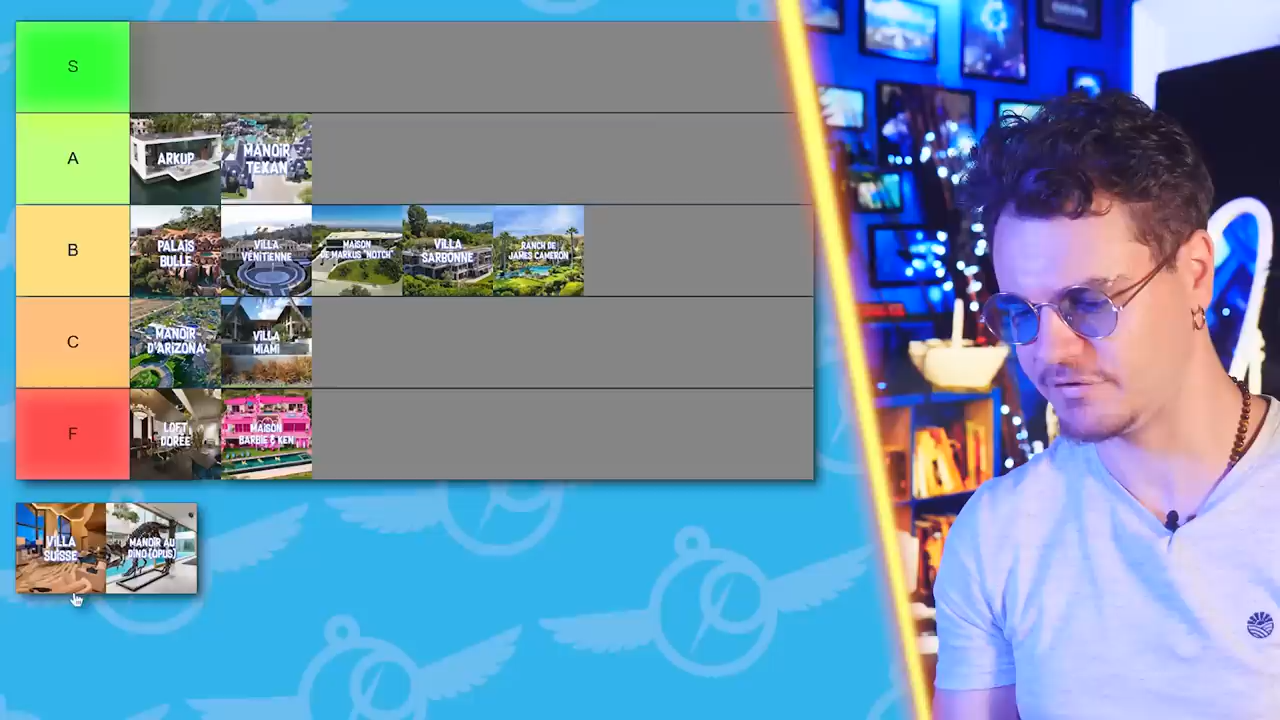 S
A
ARKUP
MANOIR
TEXAN
B
PALAIS
BULLE
VILLA
VÉNITIENNE
MAISON
DE MARKUS "NOTCH"
VILLA
SARBONNE
RANCH DE
JAMES CAMERON
C
MANOIR
D'ARIZONA
VILLA
MIAMI
F
LOFT
DORÉE
MAISON
BARBIE & KEN
VILLA
SUISSE
MANOIR AU
DINO (OPUS)